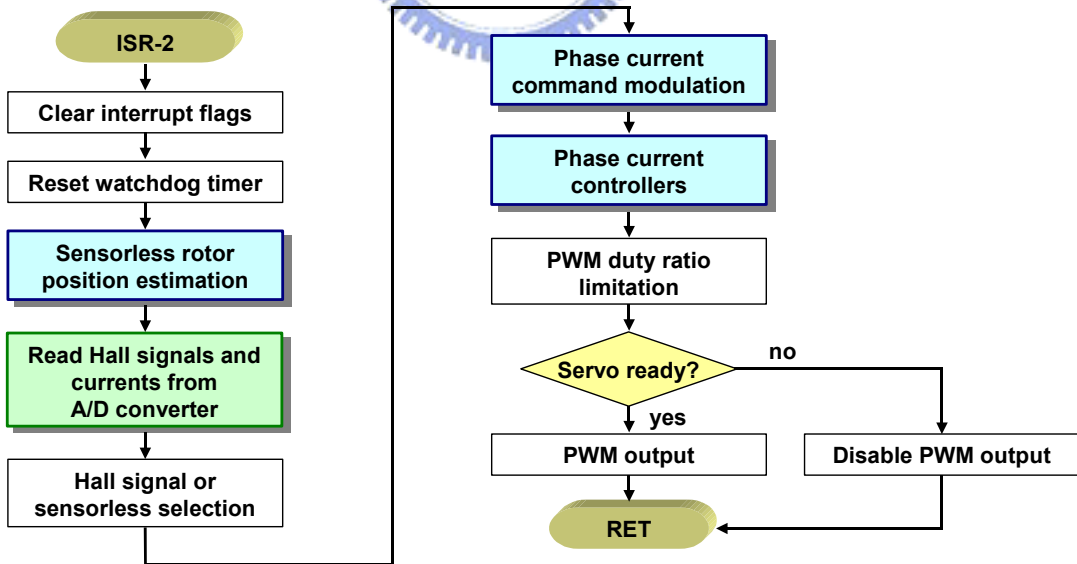 ISR-2
Clear interrupt flags
Reset watchdog timer
Sensorless rotor
position estimation
Read Hall signals and
currents from
A/D converter
Hall signal or
sensorless selection
Phase current
command modulation
Phase current
controllers
PWM duty ratio
limitation
Servo ready?
no
yes
PWM output
Disable PWM output
RET